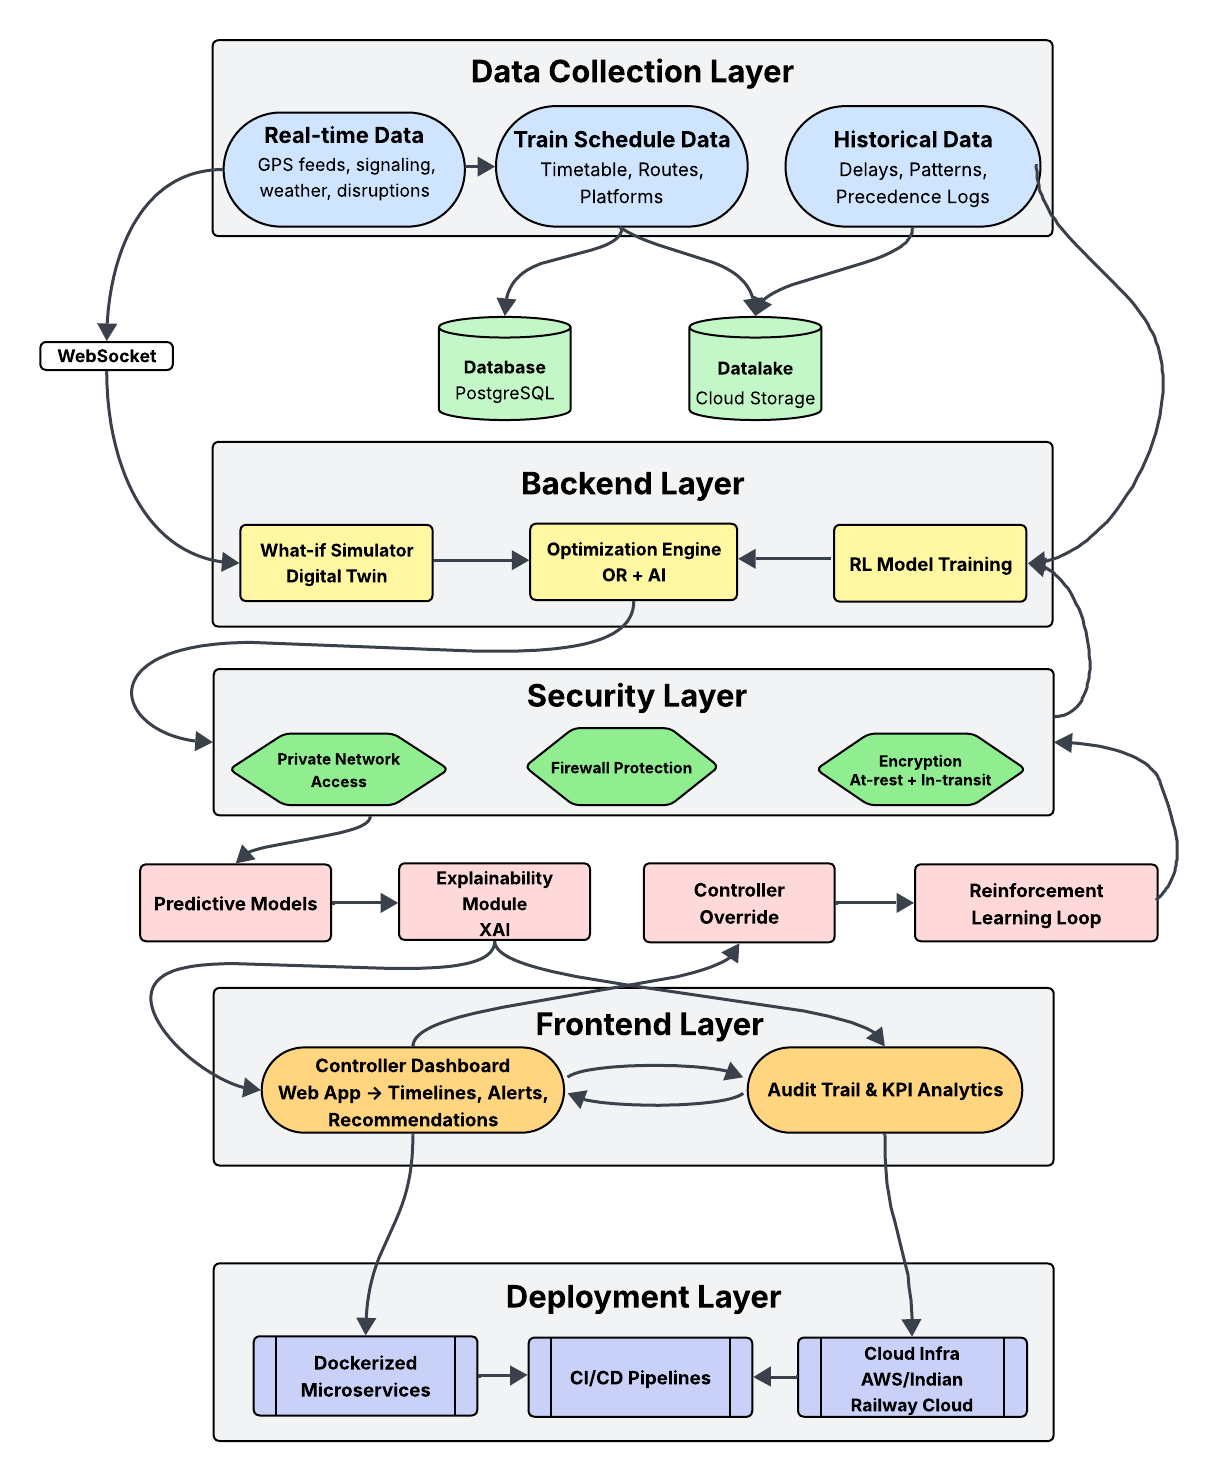 Data Collection Layer
Real-time Data
GPS feeds, signaling,
weather, disruptions
Train Schedule Data
Timetable, Routes,
Platforms
Historical Data
Delays, Patterns,
Precedence Logs
WebSocket
Database
PostgreSQL
Datalake
Cloud Storage
Backend Layer
What-if Simulator
Digital Twin
Optimization Engine
OR + AI
RL Model Training
Security Layer
Private Network
Access
Firewall Protection
Encryption
At-rest + In-transit
Predictive Models
Explainability
Module
XAI
Controller
Override
Reinforcement
Learning Loop
Frontend Layer
Controller Dashboard
Web App → Timelines, Alerts,
Recommendations
Audit Trail & KPI Analytics
Deployment Layer
Dockerized
Microservices
CI/CD Pipelines
Cloud Infra
AWS/Indian
Railway Cloud